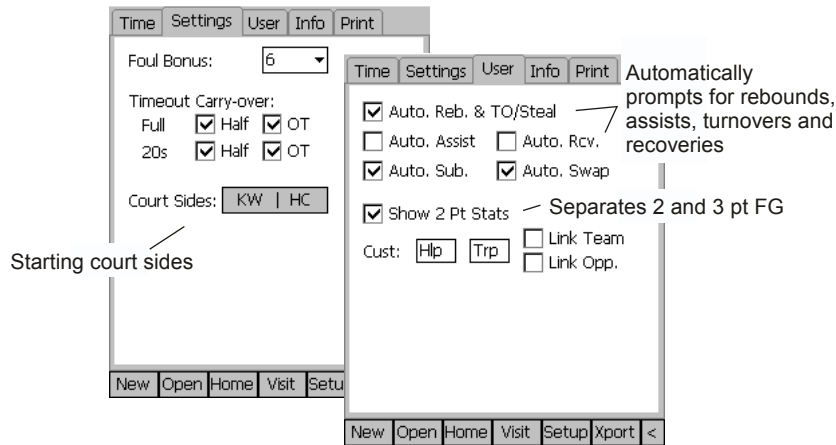 Time Settings User Info Print
Foul Bonus: 6
Timeout Carry-over:
Full Half OT
20s Half OT
Court Sides: KW | HC
Starting court sides
New Open Home Visit Setu
Time Settings User Info Print
Auto. Reb. & TO/Steal
Auto. Assist Auto. Rcv.
Auto. Sub. Auto. Swap
Show 2 Pt Stats
Cust: Hlp Trp Link Team
Link Opp.
New Open Home Visit Setup Xport <
Automatically
prompts for rebounds,
assists, turnovers and
recoveries
Separates 2 and 3 pt FG